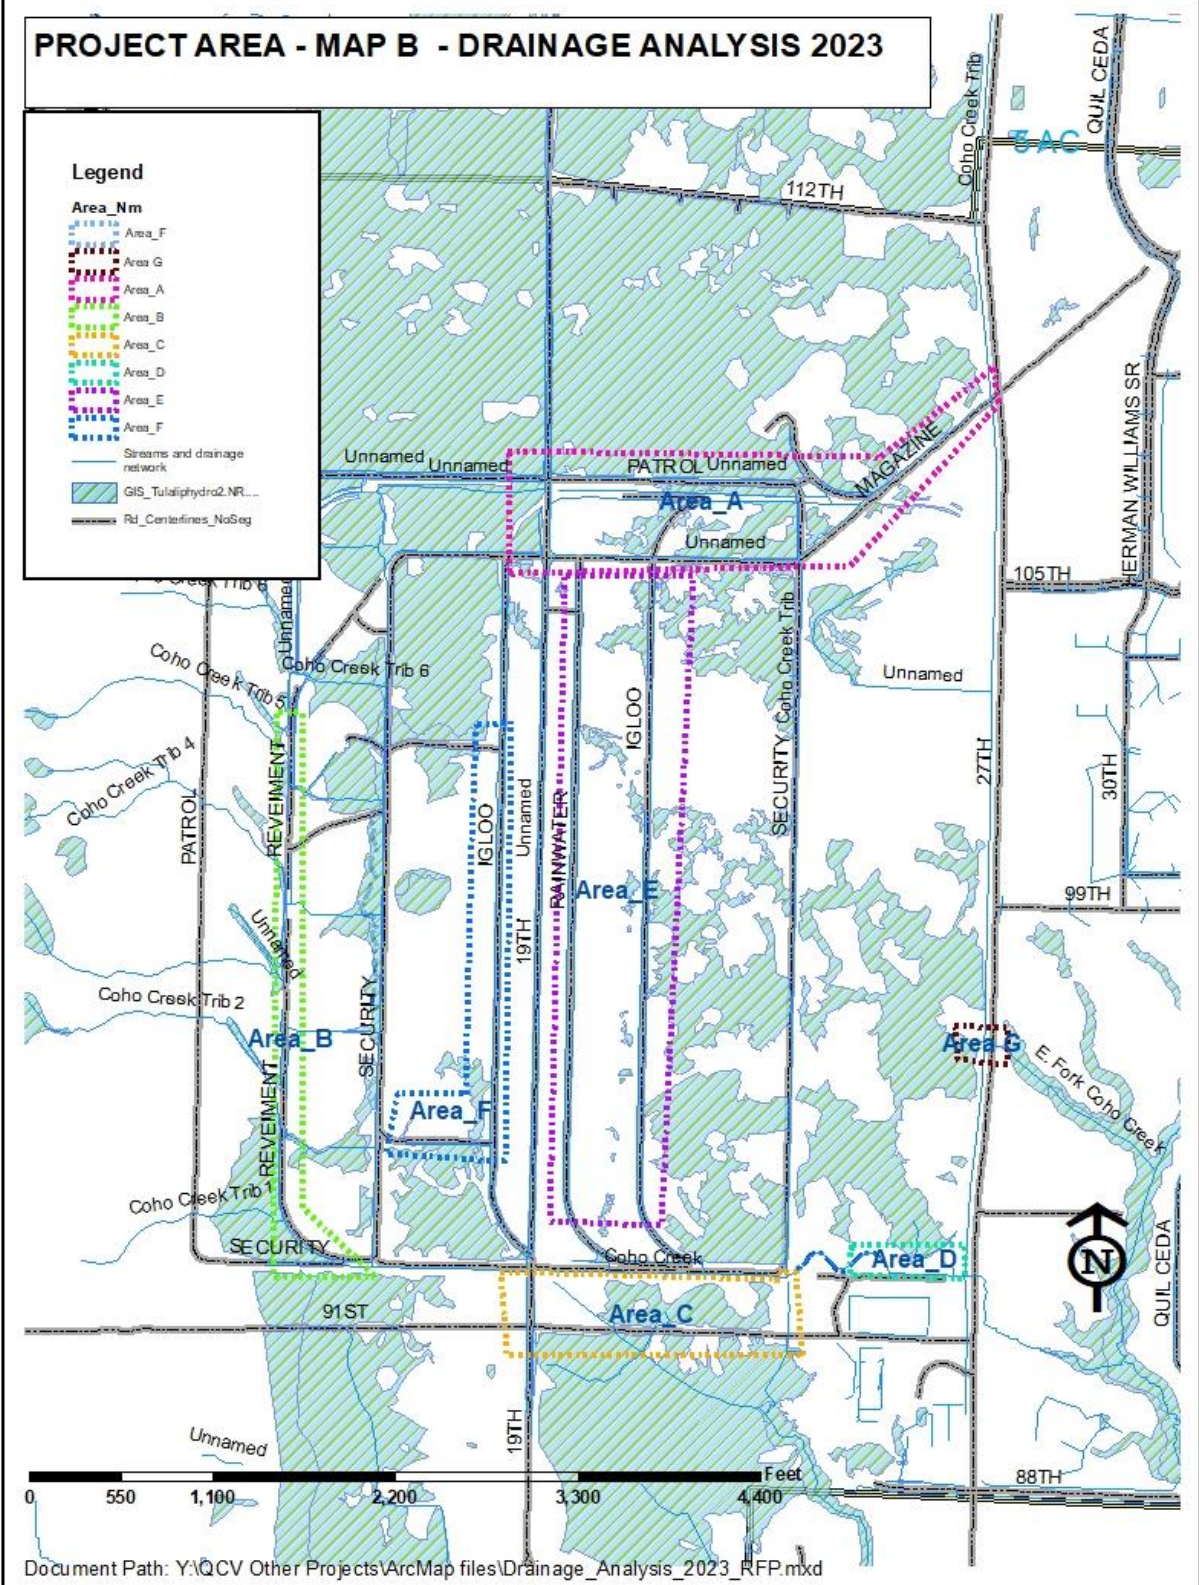 PROJECT AREA - MAP B - DRAINAGE ANALYSIS 2023
Legend
Area_Nm
Area_F
Area G
Area_A
Area_B
Area_C
Area_D
Area_E
Area_F
Streams and drainage
network
GIS_Tulaliphydro2.NR....
Rd_Centerlines_NoSeg
Coho Creek Trib
QUIL CEDA
112TH
HERMAN WILLIAMS SR
MAGAZINE
Unnamed
Unnamed
PATROL
Unnamed
Area_A
Unnamed
105TH
Unnamed
Coho Creek Trib 5
Coho Creek Trib 6
Coho Creek Trib
Unnamed
IGLOO
Coho Creek Trib 4
REVEIMENT
PATROL
IGLOO
Unnamed
RAINWATER
SECURITY
27TH
30TH
Area_E
99TH
Unnamed
19TH
Coho Creek Trib 2
SECURITY
Area_B
Area G
E. Fork Coho Creek
Area_F
REVEIMENT
Coho Creek Trib 1
SECURITY
Coho Creek
Area_D
N
QUIL CEDA
91ST
Area_C
19TH
Unnamed
88TH
Feet
0 550 1,100 2,200 3,300 4,400
Document Path: Y:\QCV Other Projects\ArcMap files\Drainage_Analysis_2023_RFP.mxd